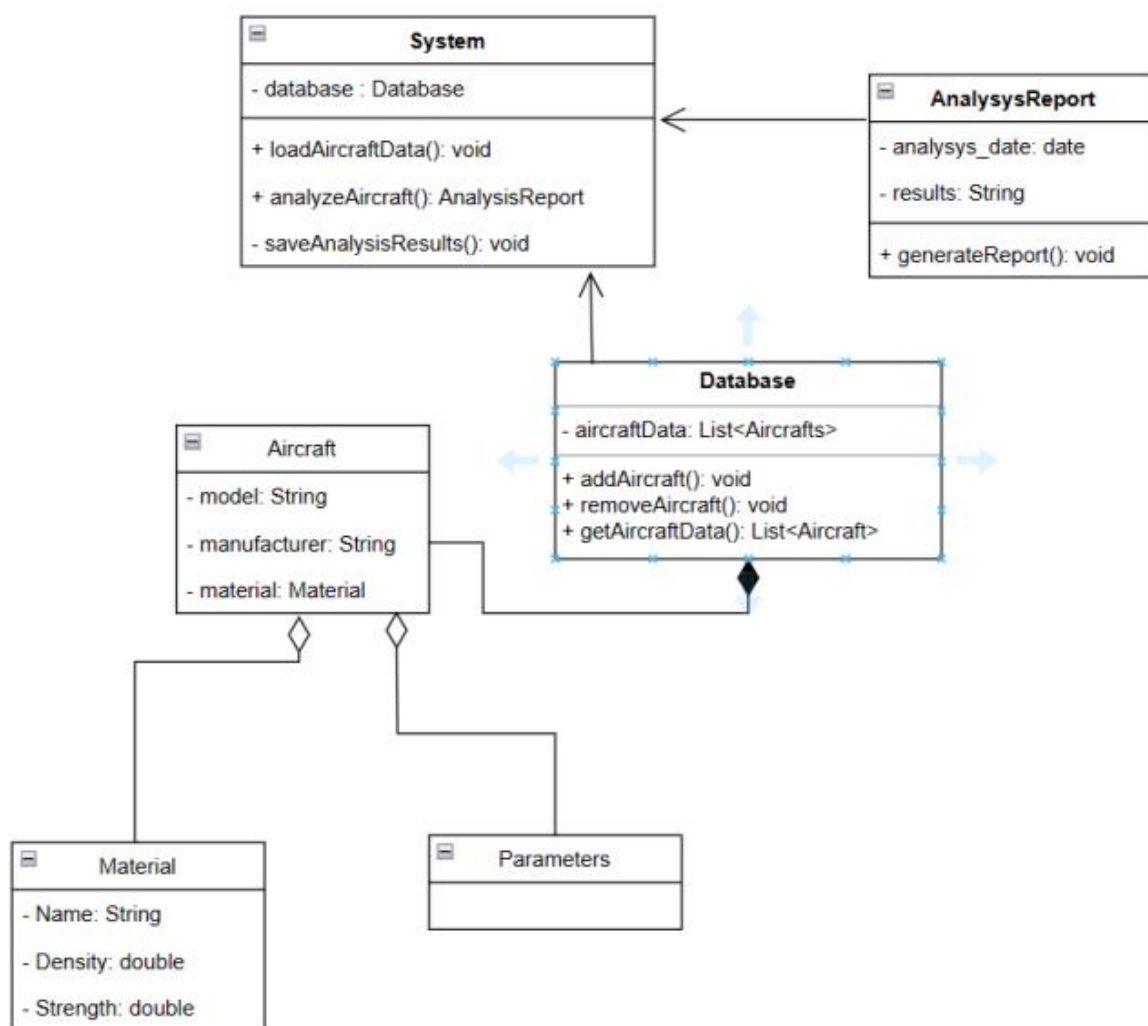 System
- database : Database
+ loadAircraftData(): void
+ analyzeAircraft(): AnalysisReport
- saveAnalysisResults(): void
AnalysysReport
- analysys_date: date
- results: String
+ generateReport(): void
Database
- aircraftData: List<Aircrafts>
+ addAircraft(): void
+ removeAircraft(): void
+ getAircraftData(): List<Aircraft>
Aircraft
- model: String
- manufacturer: String
- material: Material
Material
- Name: String
- Density: double
- Strength: double
Parameters